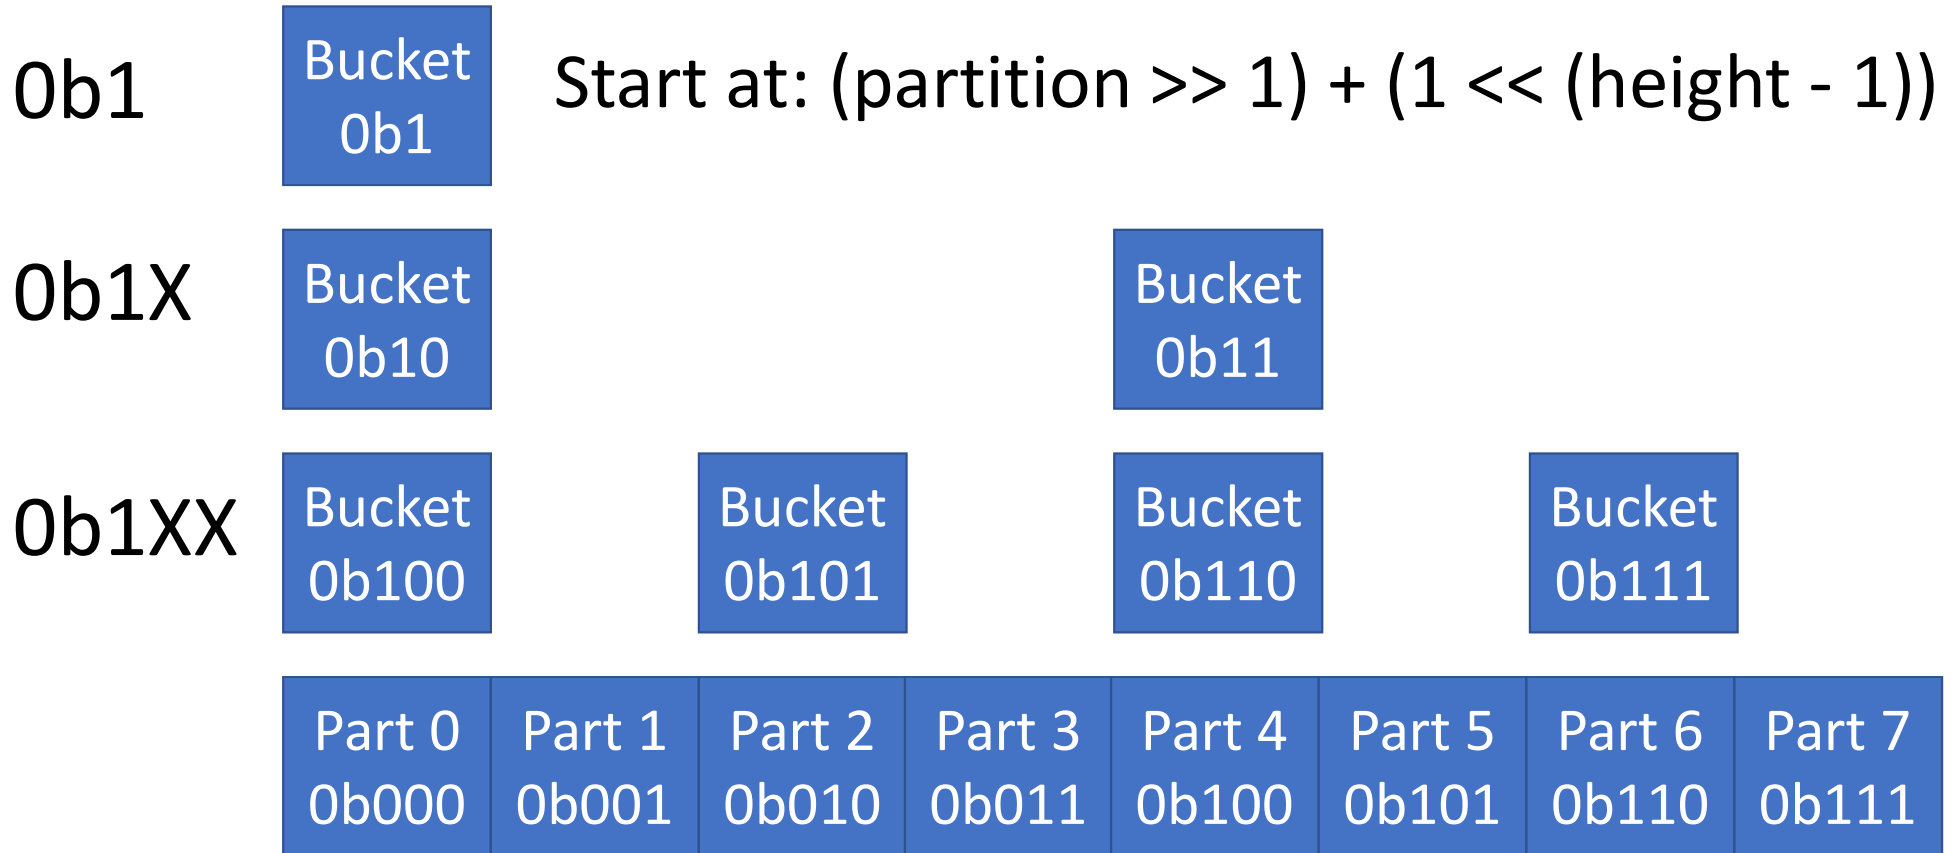 0b1
Bucket
0b1
Start at: (partition >> 1) + (1 << (height - 1))
0b1X
Bucket
0b10
Bucket
0b11
0b1XX
Bucket
0b100
Bucket
0b101
Bucket
0b110
Bucket
0b111
Part 0
0b000
Part 1
0b001
Part 2
0b010
Part 3
0b011
Part 4
0b100
Part 5
0b101
Part 6
0b110
Part 7
0b111